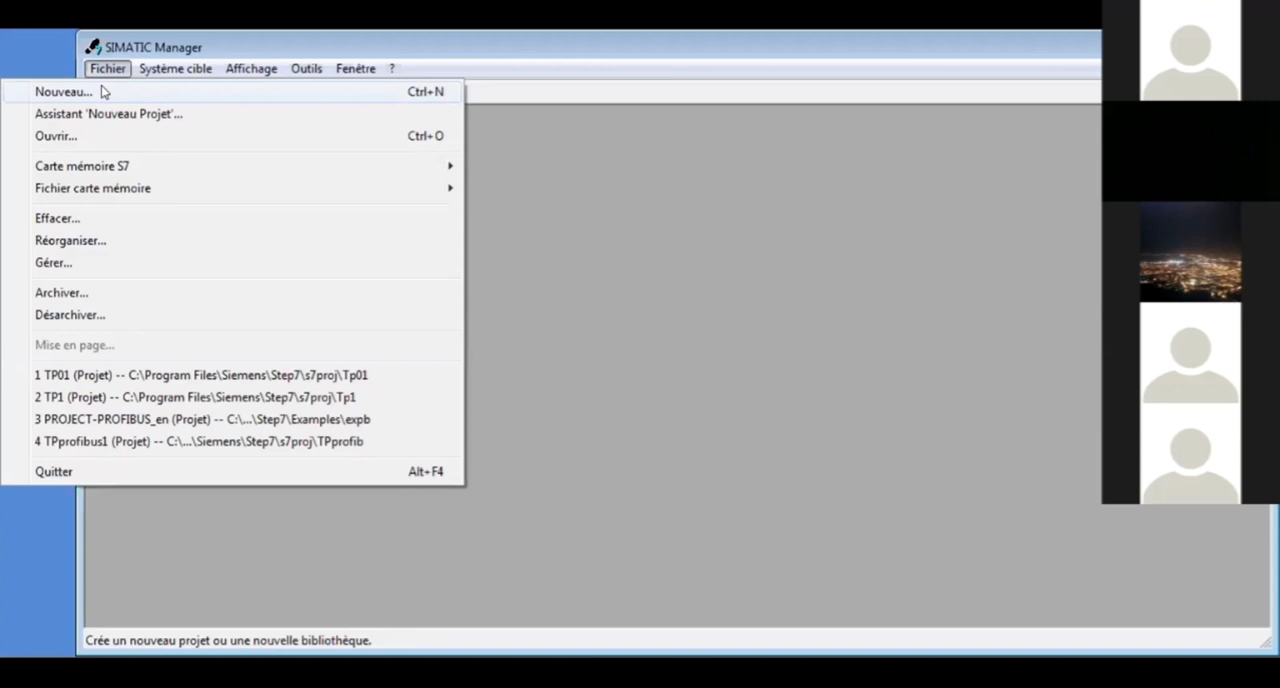 SIMATIC Manager
Fichier Système cible Affichage Outils Fenêtre ?
Nouveau... Ctrl+N
Assistant 'Nouveau Projet'...
Ouvrir... Ctrl+O
Carte mémoire S7
Fichier carte mémoire
Effacer...
Réorganiser...
Gérer...
Archiver...
Désarchiver...
Mise en page...
1 TP01 (Projet) -- C:\Program Files\Siemens\Step7\s7proj\Tp01
2 TP1 (Projet) -- C:\Program Files\Siemens\Step7\s7proj\Tp1
3 PROJECT-PROFIBUS_en (Projet) -- C:\...\Step7\Examples\expb
4 TPprofibus1 (Projet) -- C:\...\Siemens\Step7\s7proj\TPprofib
Quitter Alt+F4
Crée un nouveau projet ou une nouvelle bibliothèque.